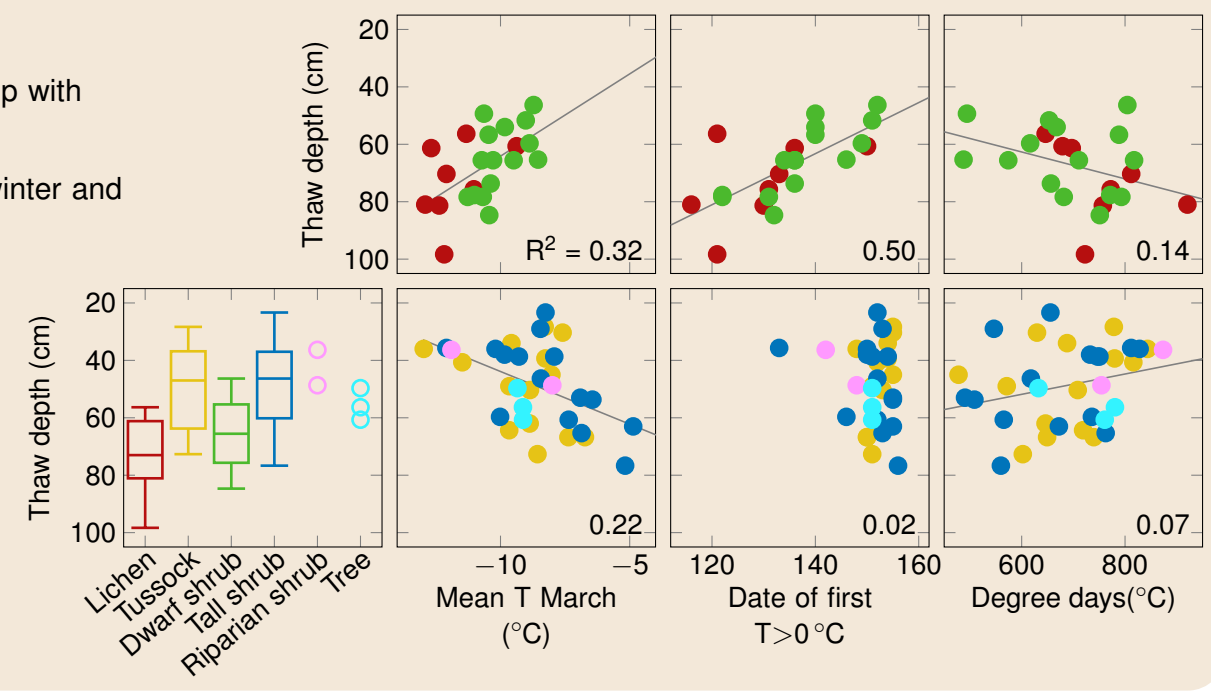 p with
vinter and
Thaw depth (cm)
20
40
60
80
100
R² = 0.32
0.50
0.14
Thaw depth (cm)
20
40
60
80
100
0.22
0.02
0.07
Lichen
Tussock
Dwarf shrub
Tall shrub
Riparian shrub
Tree
−10 −5
Mean T March
(°C)
120 140 160
Date of first
T>0 °C
600 800
Degree days(°C)